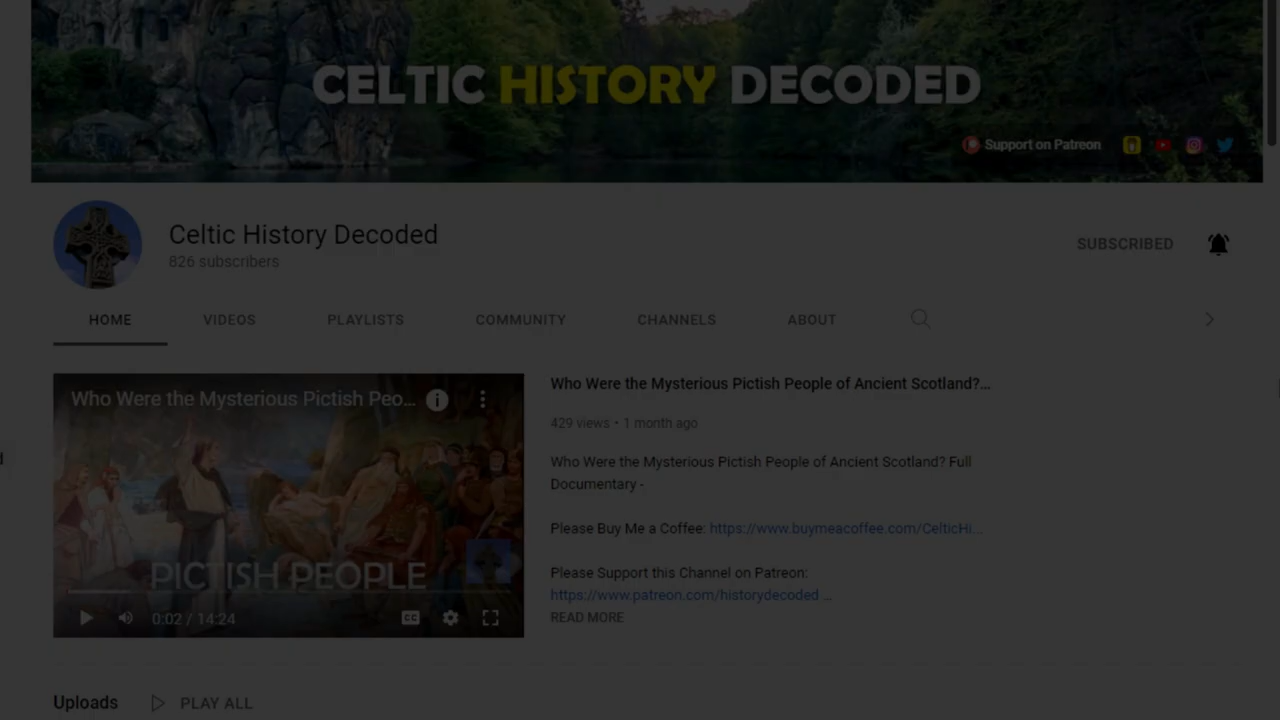 CELTIC HISTORY DECODED
Support on Patreon
Celtic History Decoded
826 subscribers
SUBSCRIBED
HOME VIDEOS PLAYLISTS COMMUNITY CHANNELS ABOUT
Who Were the Mysterious Pictish Peo...
PICTISH PEOPLE
CC
0:02 / 14:24
Who Were the Mysterious Pictish People of Ancient Scotland?...
429 views • 1 month ago
Who Were the Mysterious Pictish People of Ancient Scotland? Full
Documentary -
Please Buy Me a Coffee: https://www.buymeacoffee.com/CelticHi...
Please Support this Channel on Patreon:
https://www.patreon.com/historydecoded ...
READ MORE
Uploads PLAY ALL